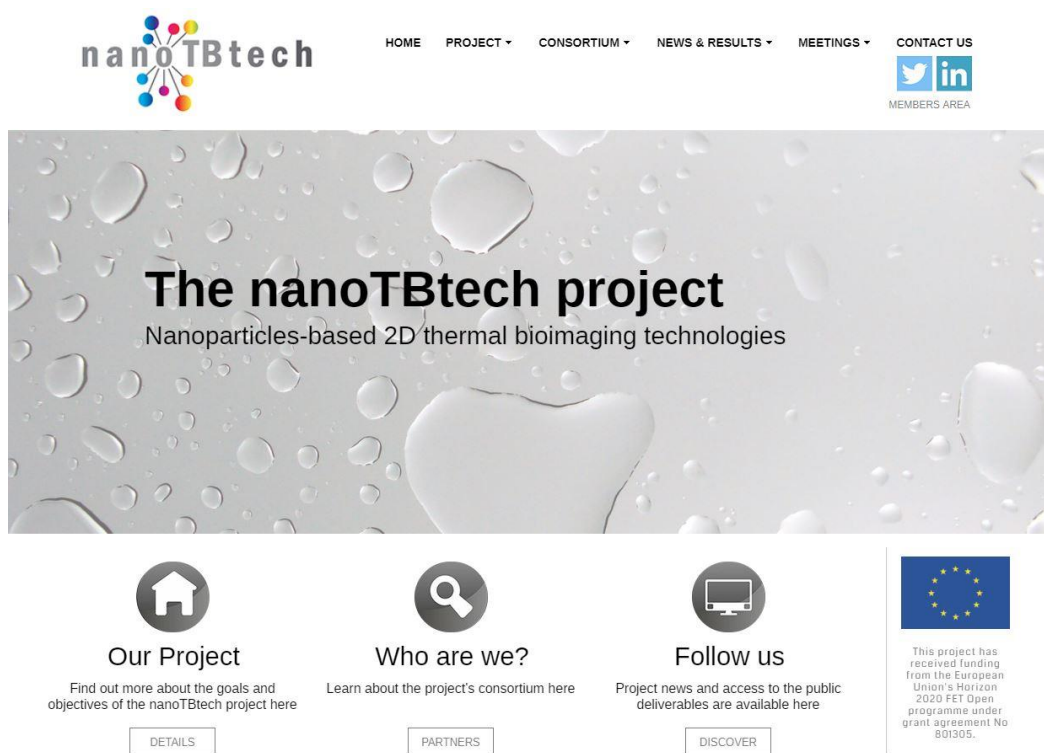 nanoTBtech
HOME PROJECT CONSORTIUM NEWS & RESULTS MEETINGS CONTACT US
in
MEMBERS AREA
The nanoTBtech project
Nanoparticles-based 2D thermal bioimaging technologies
Our Project
Find out more about the goals and
objectives of the nanoTBtech project here
DETAILS
Who are we?
Learn about the project's consortium here
PARTNERS
Follow us
Project news and access to the public
deliverables are available here
DISCOVER
This project has
received funding
from the European
Union's Horizon
2020 FET Open
programme under
grant agreement No
801305.